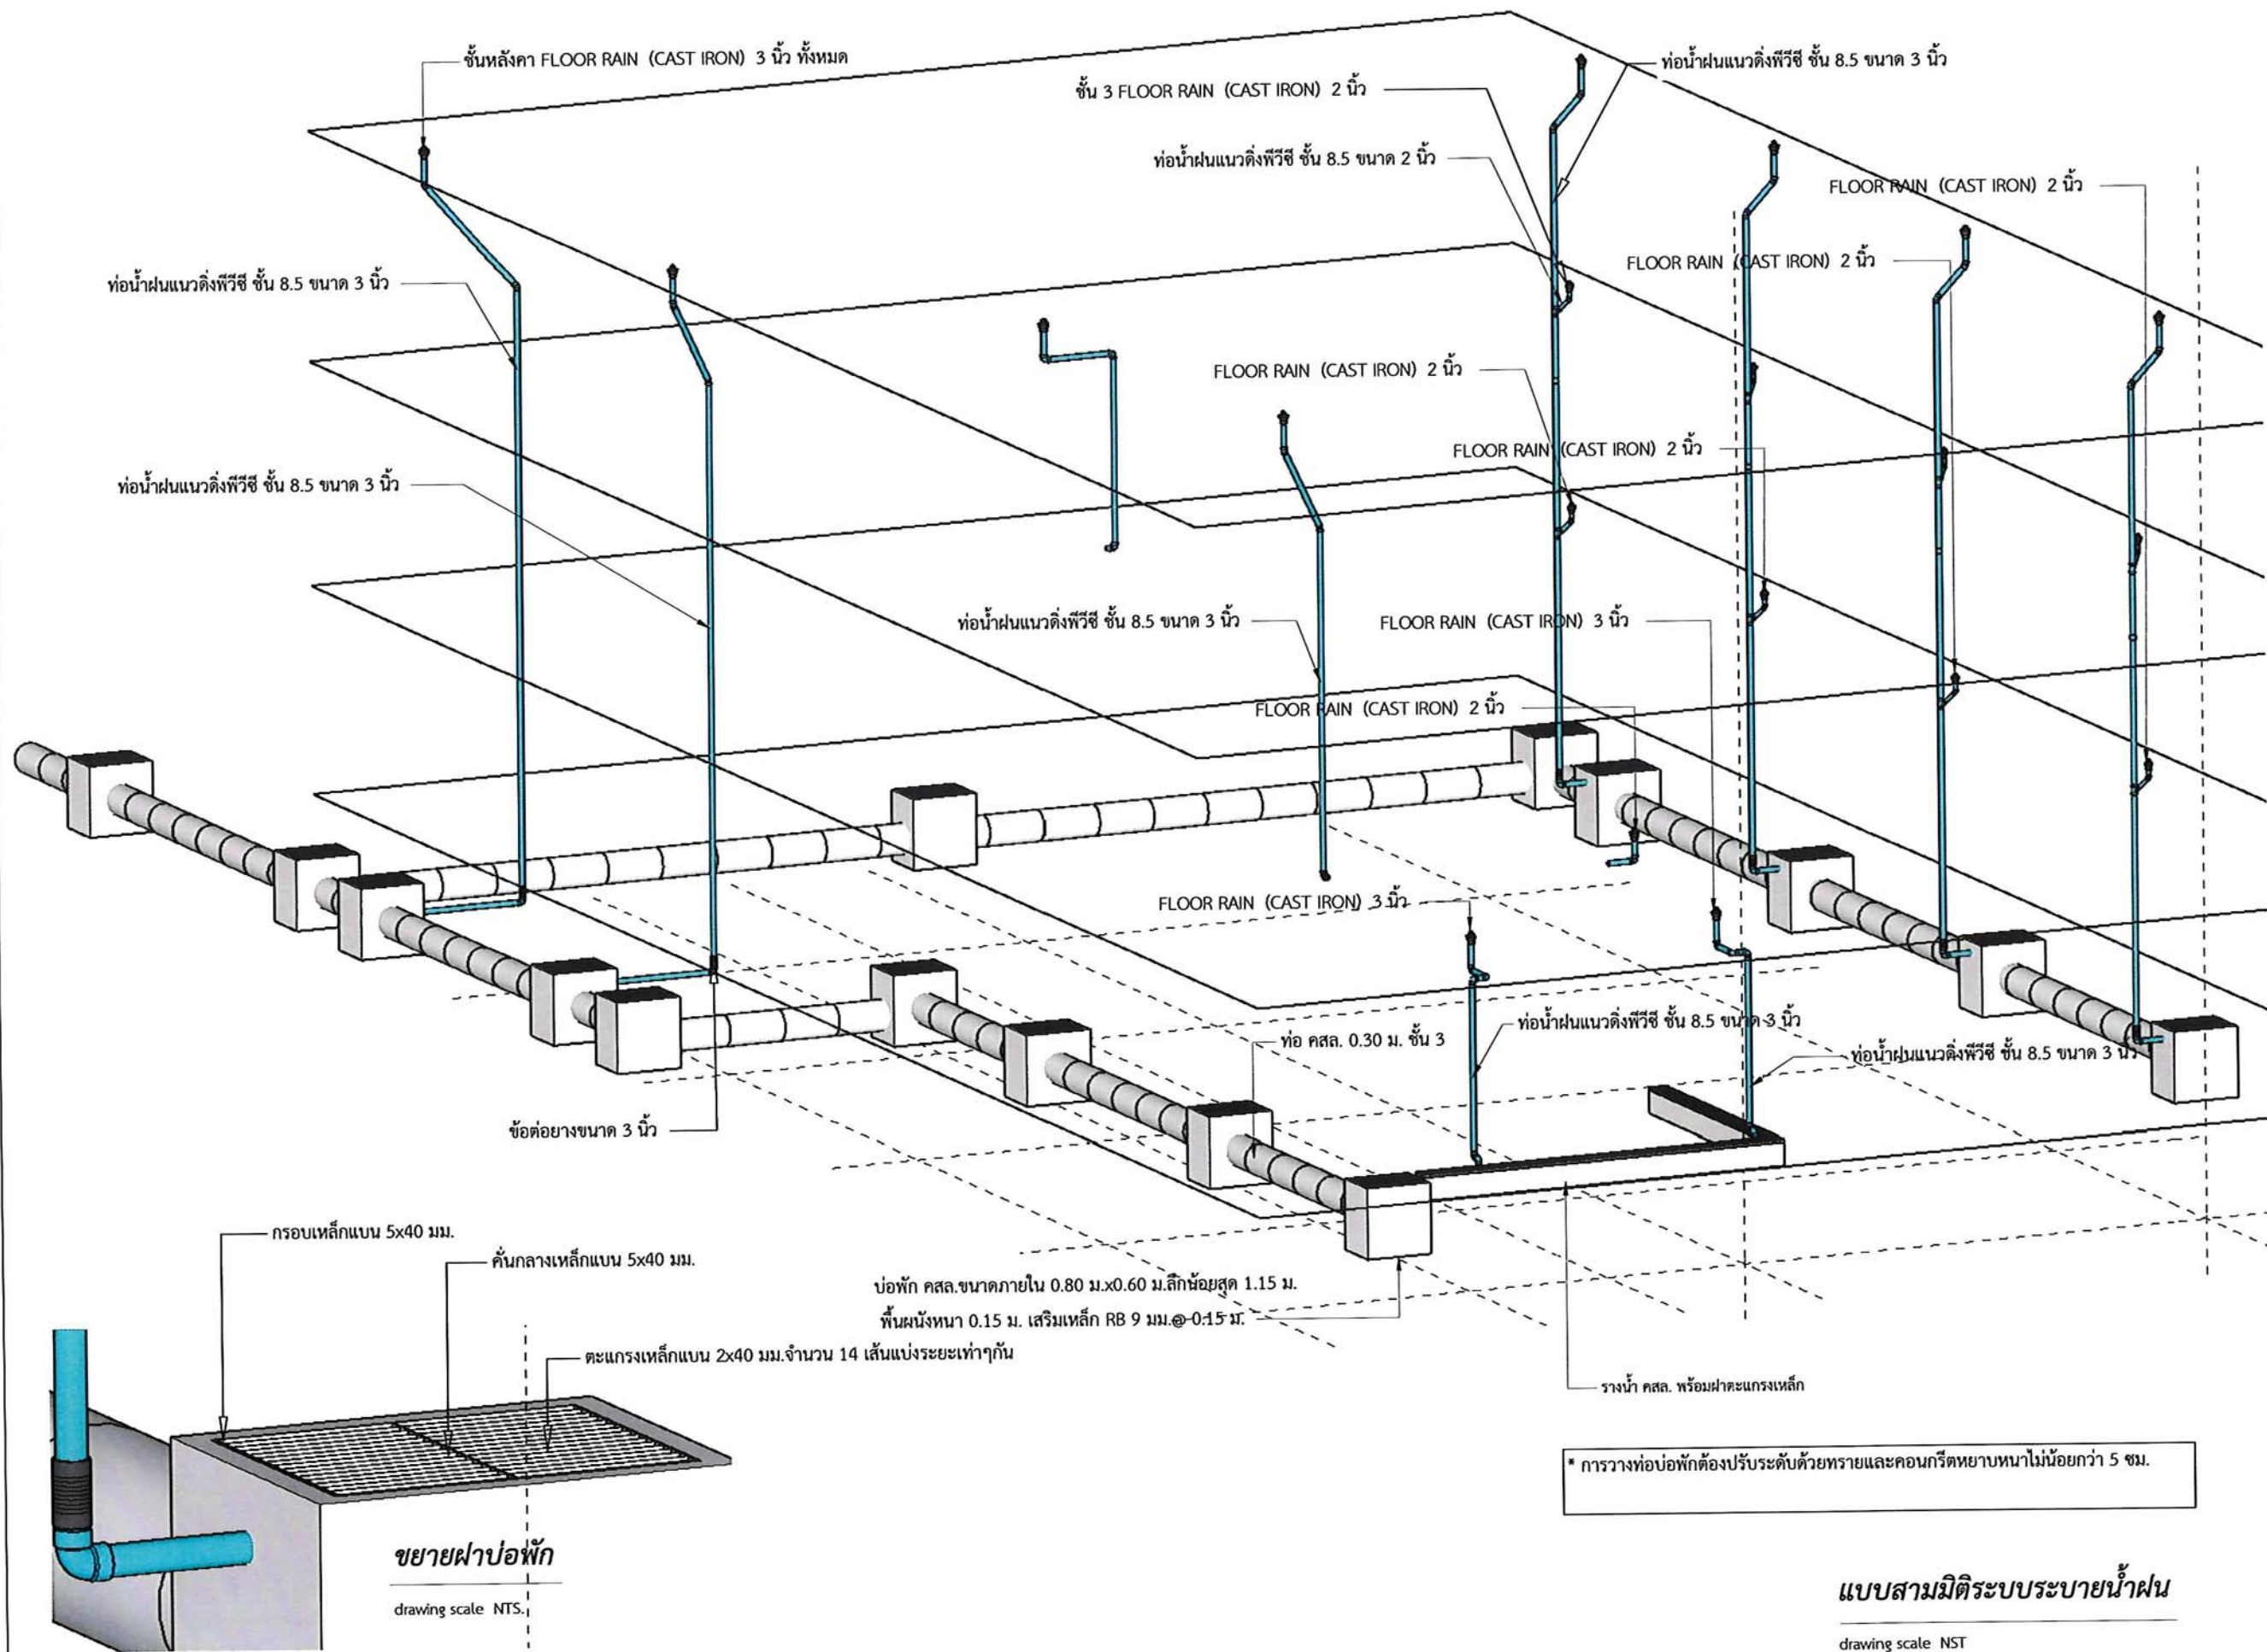 ชั้นหลังคา FLOOR RAIN (CAST IRON) 3 นิ้ว ทั้งหมด
ท่อน้ำฝนแนวดิ่งพีวีซี ชั้น 8.5 ขนาด 3 นิ้ว
ชั้น 3 FLOOR RAIN (CAST IRON) 2 นิ้ว
ท่อน้ำฝนแนวดิ่งพีวีซี ชั้น 8.5 ขนาด 2 นิ้ว
FLOOR RAIN (CAST IRON) 2 นิ้ว
FLOOR RAIN (CAST IRON) 2 นิ้ว
ท่อน้ำฝนแนวดิ่งพีวีซี ชั้น 8.5 ขนาด 3 นิ้ว
FLOOR RAIN (CAST IRON) 2 นิ้ว
FLOOR RAIN (CAST IRON) 2 นิ้ว
ท่อน้ำฝนแนวดิ่งพีวีซี ชั้น 8.5 ขนาด 3 นิ้ว
ท่อน้ำฝนแนวดิ่งพีวีซี ชั้น 8.5 ขนาด 3 นิ้ว
FLOOR RAIN (CAST IRON) 3 นิ้ว
FLOOR RAIN (CAST IRON) 2 นิ้ว
FLOOR RAIN (CAST IRON) 3 นิ้ว
ท่อน้ำฝนแนวดิ่งพีวีซี ชั้น 8.5 ขนาด 3 นิ้ว
ท่อ คสล. 0.30 ม. ชั้น 3
ท่อน้ำฝนแนวดิ่งพีวีซี ชั้น 8.5 ขนาด 3 นิ้ว
ข้อต่อยางขนาด 3 นิ้ว
กรอบเหล็กแบน 5x40 มม.
คั่นกลางเหล็กแบน 5x40 มม.
บ่อพัก คสล.ขนาดภายใน 0.80 ม.x0.60 ม.ลึกน้อยสุด 1.15 ม.
พื้นผนังหนา 0.15 ม. เสริมเหล็ก RB 9 มม.@ 0.15 ม.
ตะแกรงเหล็กแบน 2x40 มม.จำนวน 14 เส้นแบ่งระยะเท่าๆกัน
รางน้ำ คสล. พร้อมฝาตะแกรงเหล็ก
* การวางท่อบ่อพักต้องปรับระดับด้วยทรายและคอนกรีตหยาบหนาไม่น้อยกว่า 5 ซม.
ขยายฝาบ่อพัก
drawing scale NTS.
แบบสามมิติระบบระบายน้ำฝน
drawing scale NST